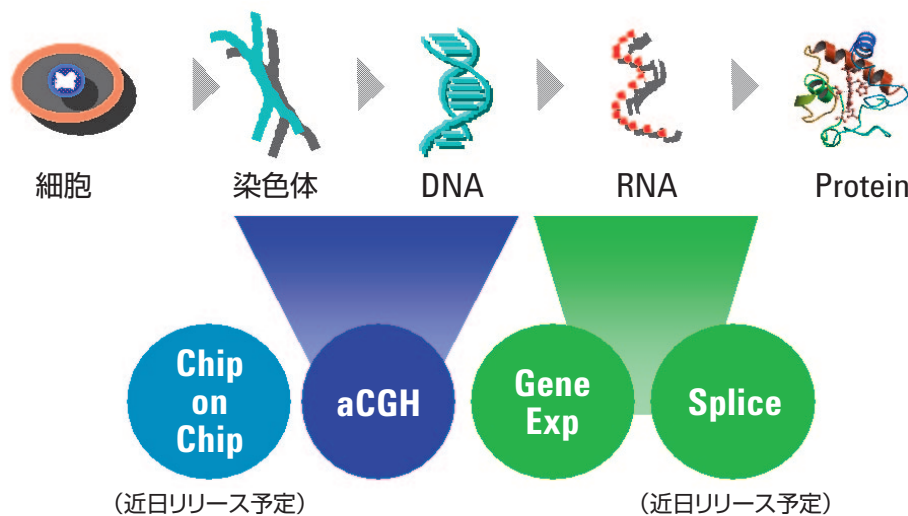 細胞
染色体
DNA
RNA
Protein
Chip
on
Chip
aCGH
Gene
Exp
Splice
(近日リリース予定)
(近日リリース予定)